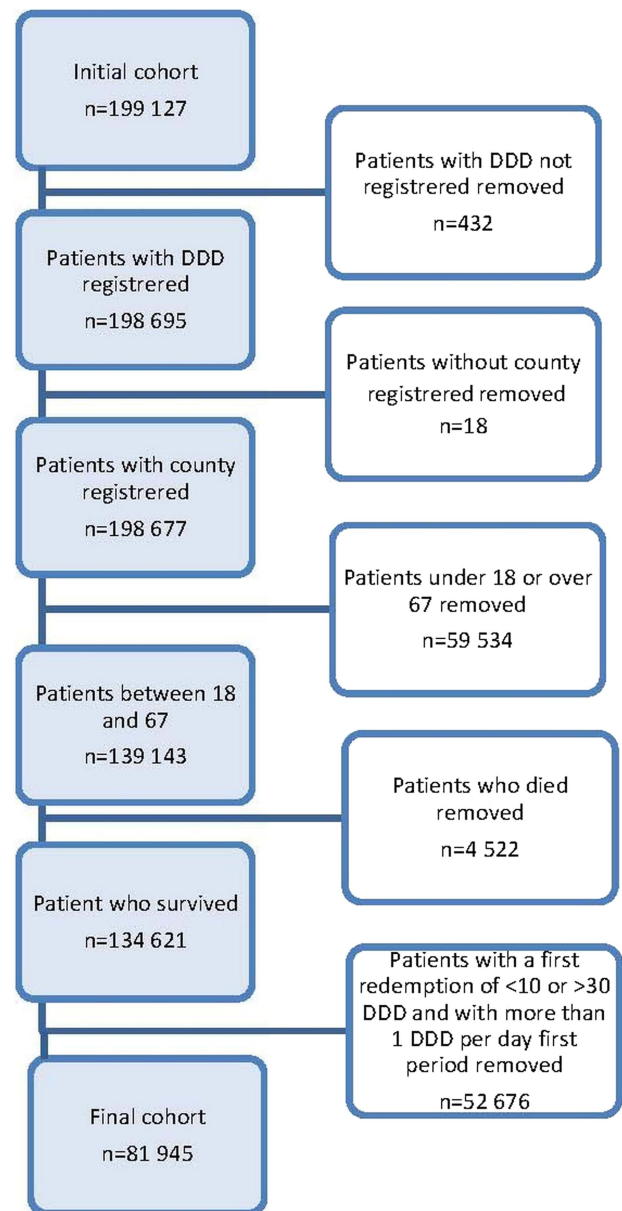 Initial cohort
n=199 127
Patients with DDD not
registrered removed
n=432
Patients with DDD
registrered
n=198 695
Patients without county
registrered removed
n=18
Patients with county
registrered
n=198 677
Patients under 18 or over
67 removed
n=59 534
Patients between 18
and 67
n=139 143
Patients who died
removed
n=4 522
Patient who survived
n=134 621
Patients with a first
redemption of <10 or >30
DDD and with more than
1 DDD per day first
period removed
n=52 676
Final cohort
n=81 945